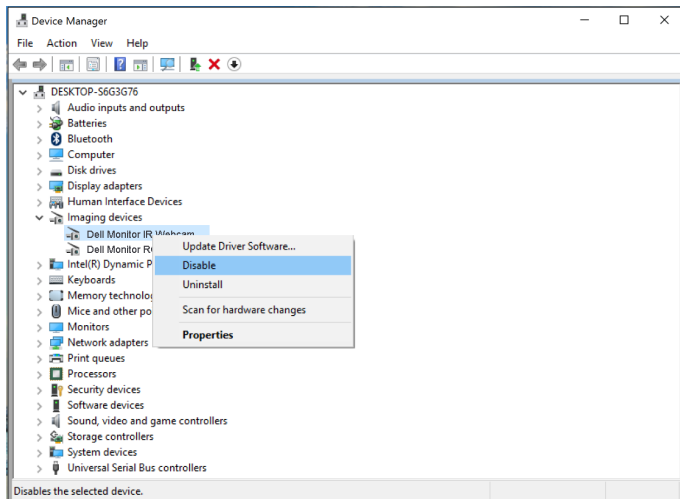 Device Manager
File Action View Help
DESKTOP-S6G3G76
Audio inputs and outputs
Batteries
Bluetooth
Computer
Disk drives
Display adapters
Human Interface Devices
Imaging devices
Dell Monitor IR Webcam
Dell Monitor RG
Update Driver Software...
Disable
Uninstall
Scan for hardware changes
Properties
Intel(R) Dynamic P
Keyboards
Memory technolog
Mice and other po
Monitors
Network adapters
Print queues
Processors
Security devices
Software devices
Sound, video and game controllers
Storage controllers
System devices
Universal Serial Bus controllers
Disables the selected device.